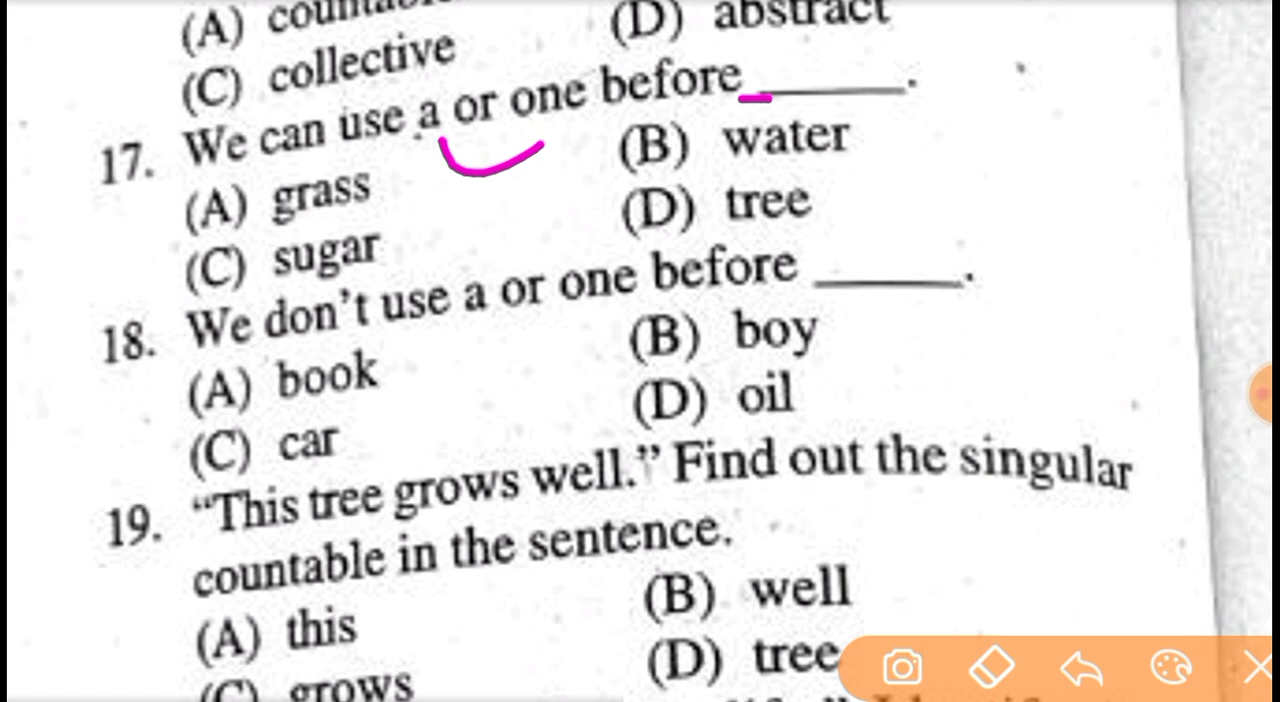 (A)
(D) abstract
(C) collective
17. We can use a or one before ______.
(A) grass
(B) water
(C) sugar
(D) tree
18. We don't use a or one before ______.
(A) book
(B) boy
(C) car
(D) oil
19. “This tree grows well.” Find out the singular
countable in the sentence.
(A) this
(B) well
(C) grows
(D) tree